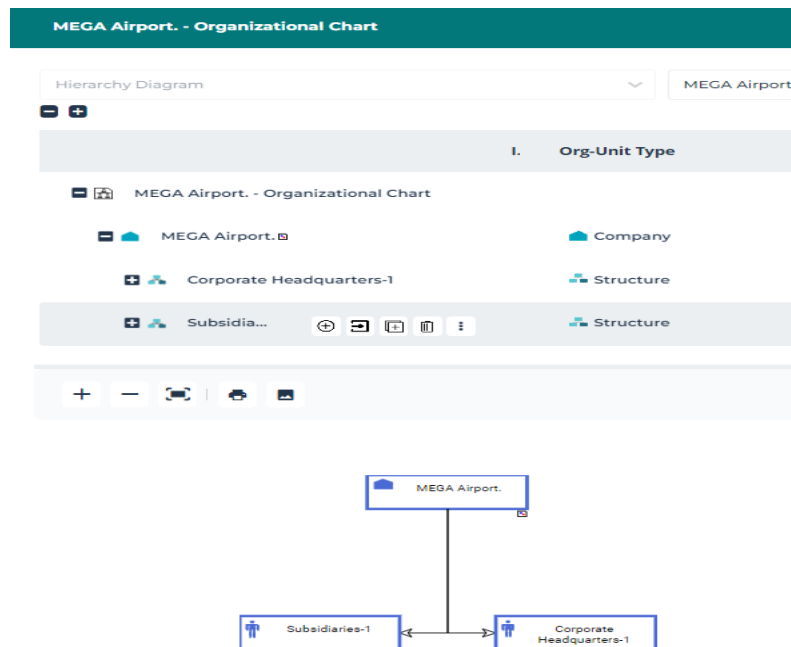 MEGA Airport. - Organizational Chart
Hierarchy Diagram
MEGA Airport
I. Org-Unit Type
MEGA Airport. - Organizational Chart
MEGA Airport. Company
Corporate Headquarters-1 Structure
Subsidia... Structure
MEGA Airport.
Subsidiaries-1
Corporate
Headquarters-1